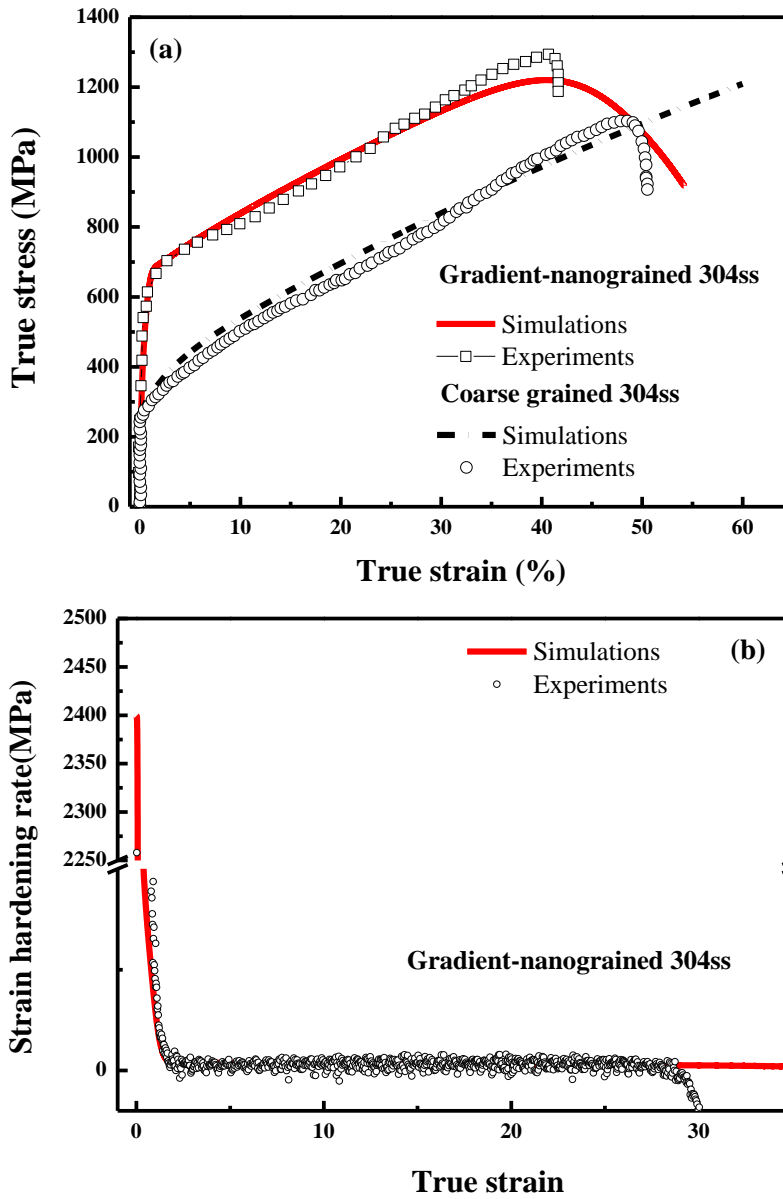 1400
(a)
1200
1000
800
600
400
200
0
True stress (MPa)
Gradient-nanograined 304ss
Simulations
Experiments
Coarse grained 304ss
Simulations
Experiments
0 10 20 30 40 50 60
True strain (%)
2500
2450
2400
2350
2300
2250
0
Strain hardening rate(MPa)
Simulations
(b)
Experiments
Gradient-nanograined 304ss
0 10 20 30
True strain